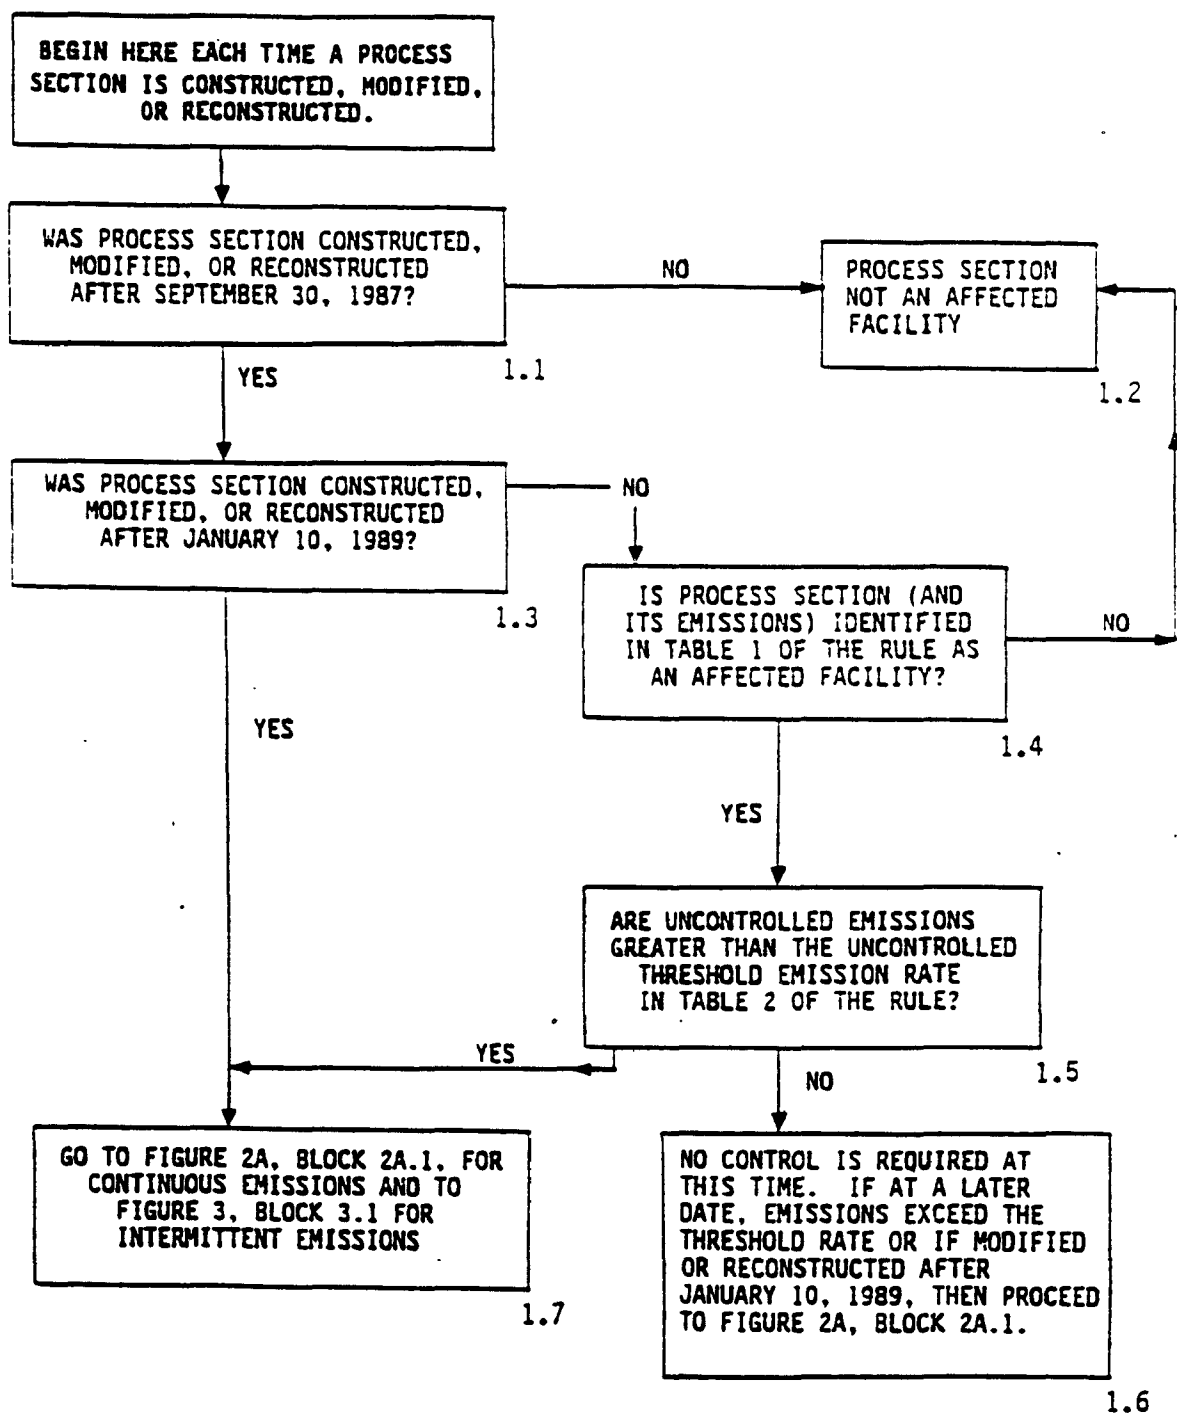 BEGIN HERE EACH TIME A PROCESS
SECTION IS CONSTRUCTED, MODIFIED,
OR RECONSTRUCTED.
WAS PROCESS SECTION CONSTRUCTED,
MODIFIED, OR RECONSTRUCTED
AFTER SEPTEMBER 30, 1987?
1.1
NO
PROCESS SECTION
NOT AN AFFECTED
FACILITY
1.2
YES
WAS PROCESS SECTION CONSTRUCTED,
MODIFIED, OR RECONSTRUCTED
AFTER JANUARY 10, 1989?
1.3
NO
IS PROCESS SECTION (AND
ITS EMISSIONS) IDENTIFIED
IN TABLE 1 OF THE RULE AS
AN AFFECTED FACILITY?
1.4
NO
YES
YES
ARE UNCONTROLLED EMISSIONS
GREATER THAN THE UNCONTROLLED
THRESHOLD EMISSION RATE
IN TABLE 2 OF THE RULE?
1.5
YES
NO
GO TO FIGURE 2A, BLOCK 2A.1, FOR
CONTINUOUS EMISSIONS AND TO
FIGURE 3, BLOCK 3.1 FOR
INTERMITTENT EMISSIONS
1.7
NO CONTROL IS REQUIRED AT
THIS TIME. IF AT A LATER
DATE, EMISSIONS EXCEED THE
THRESHOLD RATE OR IF MODIFIED
OR RECONSTRUCTED AFTER
JANUARY 10, 1989, THEN PROCEED
TO FIGURE 2A, BLOCK 2A.1.
1.6